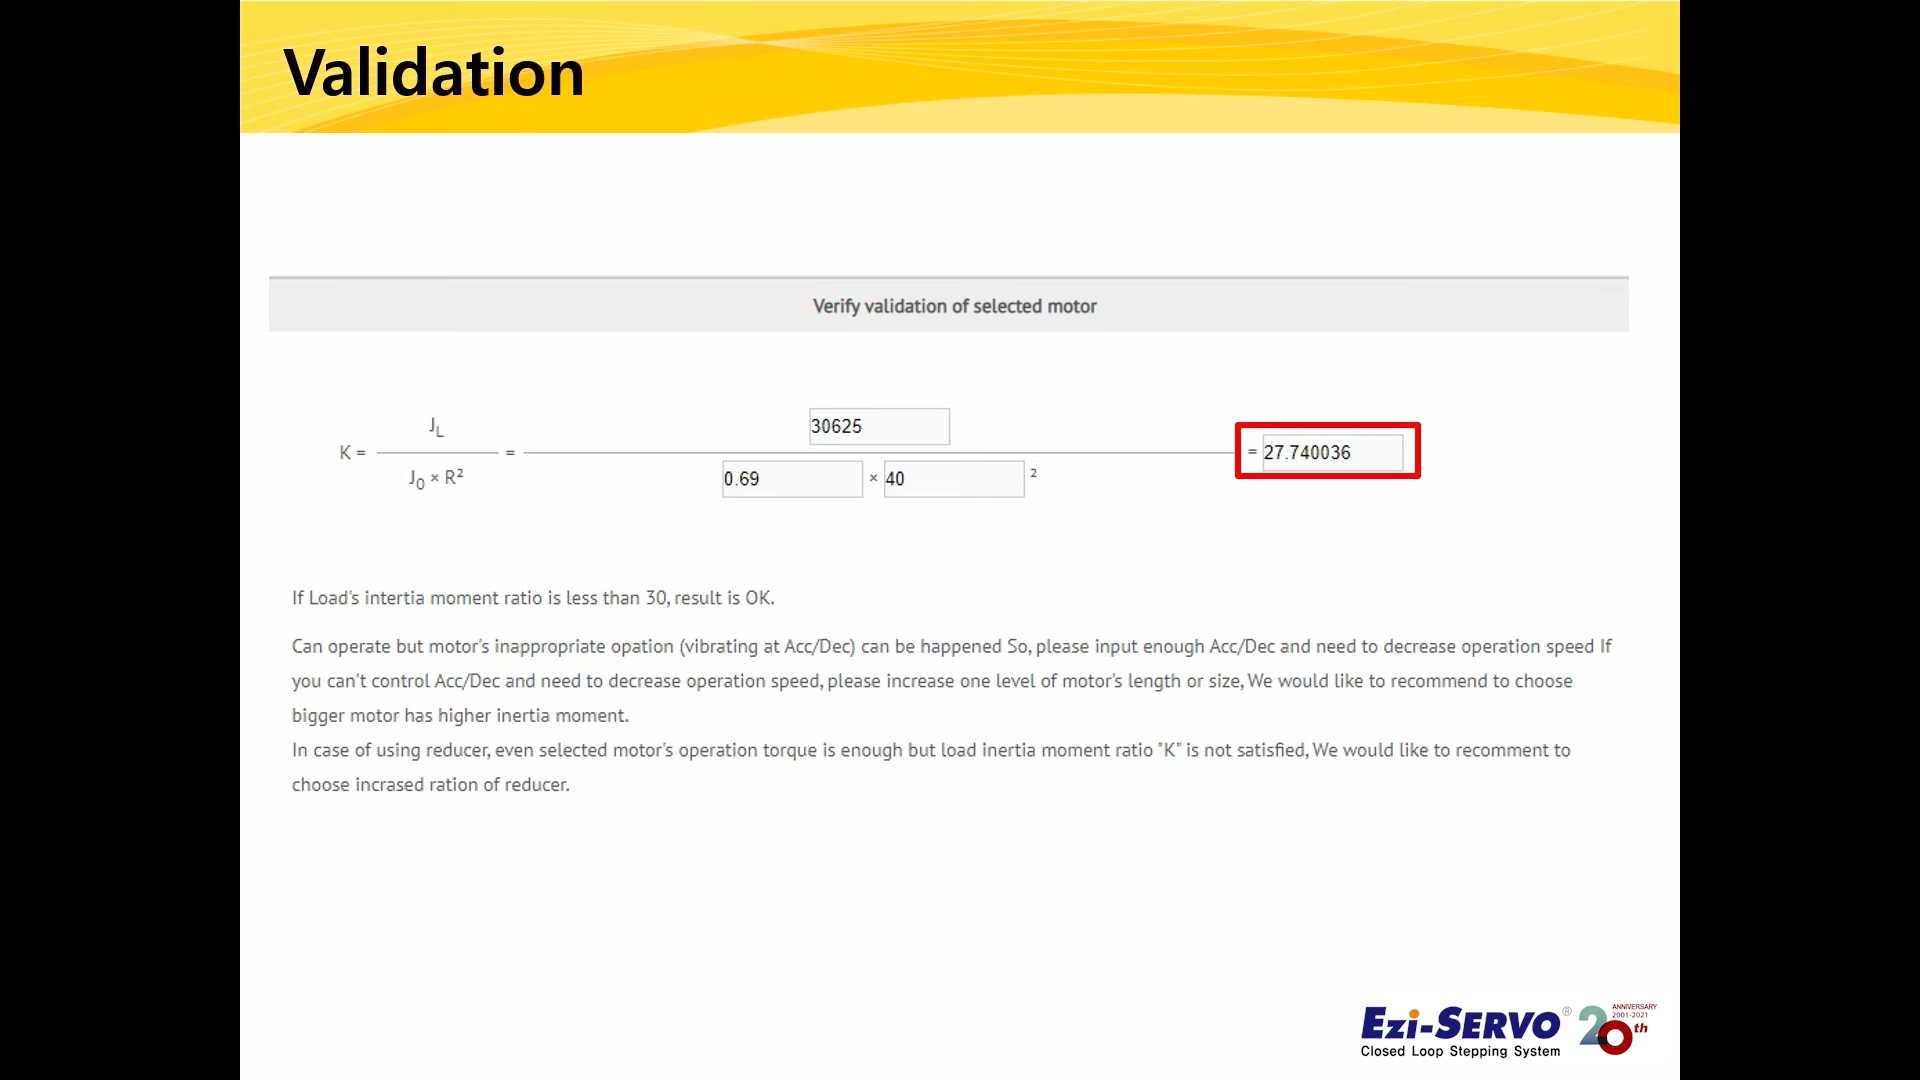 Validation
Verify validation of selected motor
K = JL / J0 × R² = 30625 / 0.69 × 40 ² = 27.740036
If Load's intertia moment ratio is less than 30, result is OK.
Can operate but motor's inappropriate opation (vibrating at Acc/Dec) can be happened So, please input enough Acc/Dec and need to decrease operation speed If
you can't control Acc/Dec and need to decrease operation speed, please increase one level of motor's length or size, We would like to recommend to choose
bigger motor has higher inertia moment.
In case of using reducer, even selected motor's operation torque is enough but load inertia moment ratio "K" is not satisfied, We would like to recomment to
choose incrased ration of reducer.
Ezi-SERVO®
Closed Loop Stepping System
20th
ANNIVERSARY
2001-2021